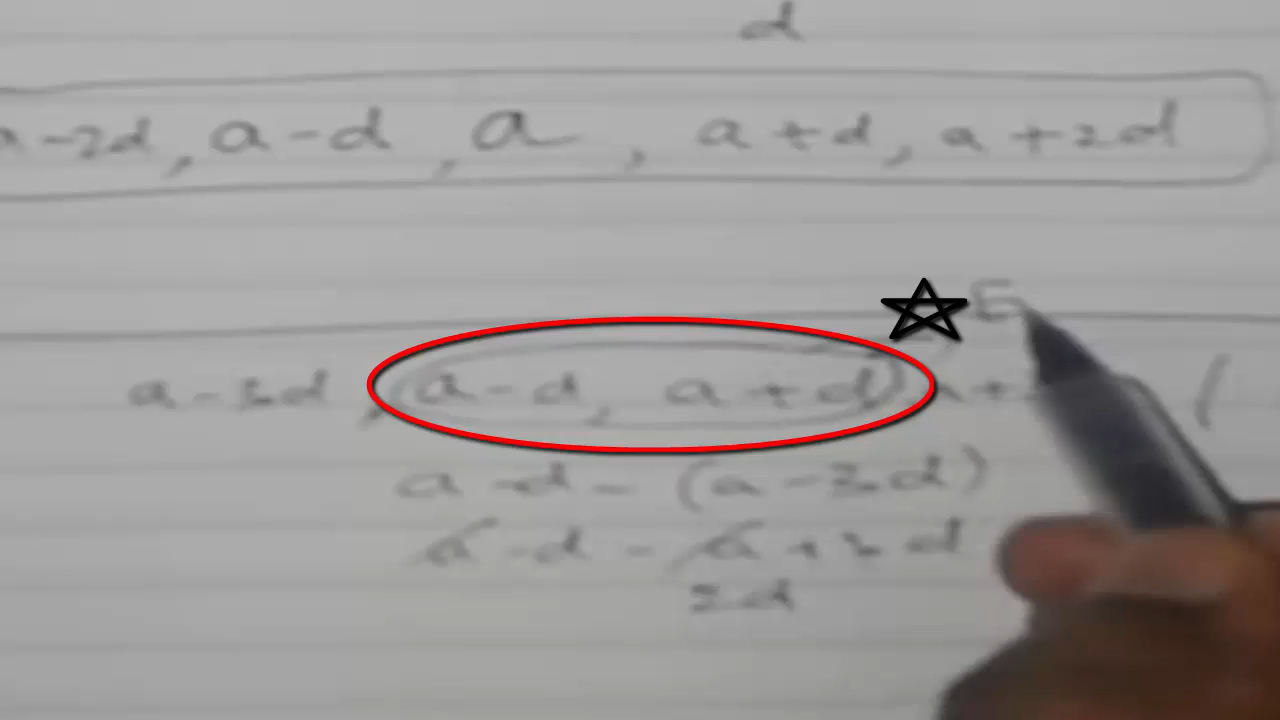 d
a-2d, a-d, a, a+d, a+2d
E
a-3d, a-d, a+d, a+
a-d-(a-3d)
a-d-a+3d
2d